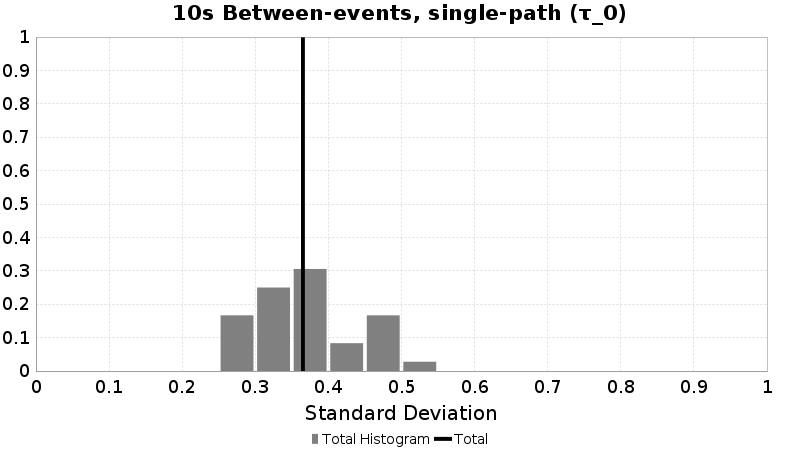 10s Between-events, single-path (τ_0)
1
0.9
0.8
0.7
0.6
0.5
0.4
0.3
0.2
0.1
0
0 0.1 0.2 0.3 0.4 0.5 0.6 0.7 0.8 0.9 1
Standard Deviation
Total Histogram Total